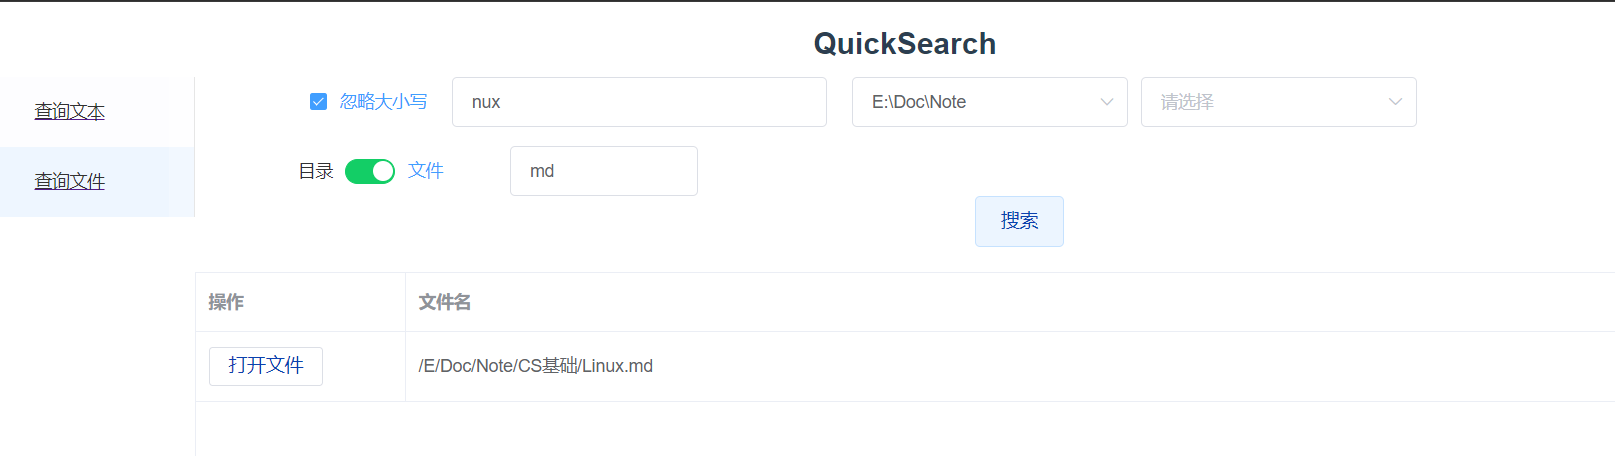 QuickSearch
查询文本
忽略大小写 nux E:\Doc\Note 请选择
目录 文件 md
查询文件
搜索
操作 文件名
打开文件 /E/Doc/Note/CS基础/Linux.md